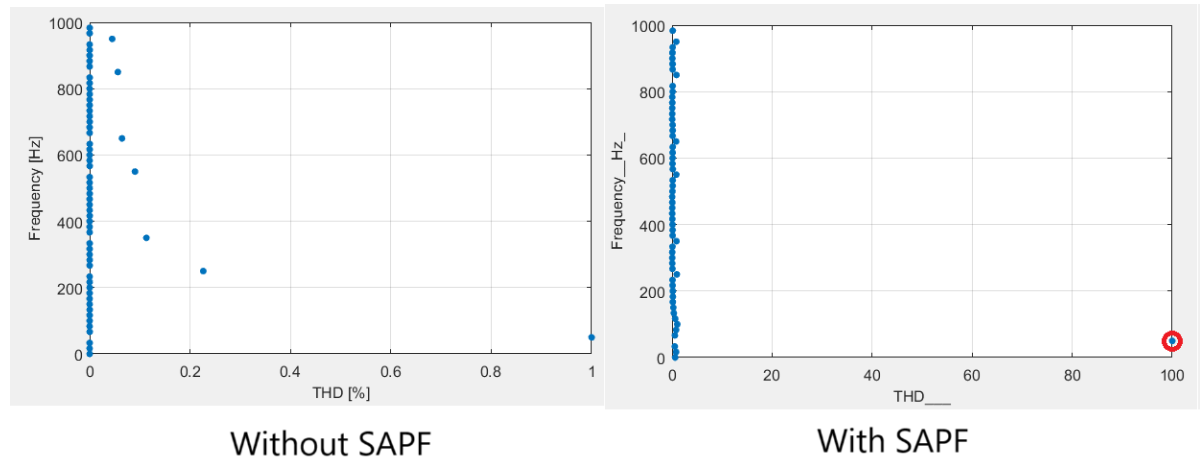 1000
800
600
400
200
0
Frequency [Hz]
0 0.2 0.4 0.6 0.8 1
THD [%]
Without SAPF
1000
800
600
400
200
0
Frequency__Hz_
0 20 40 60 80 100
THD___
With SAPF